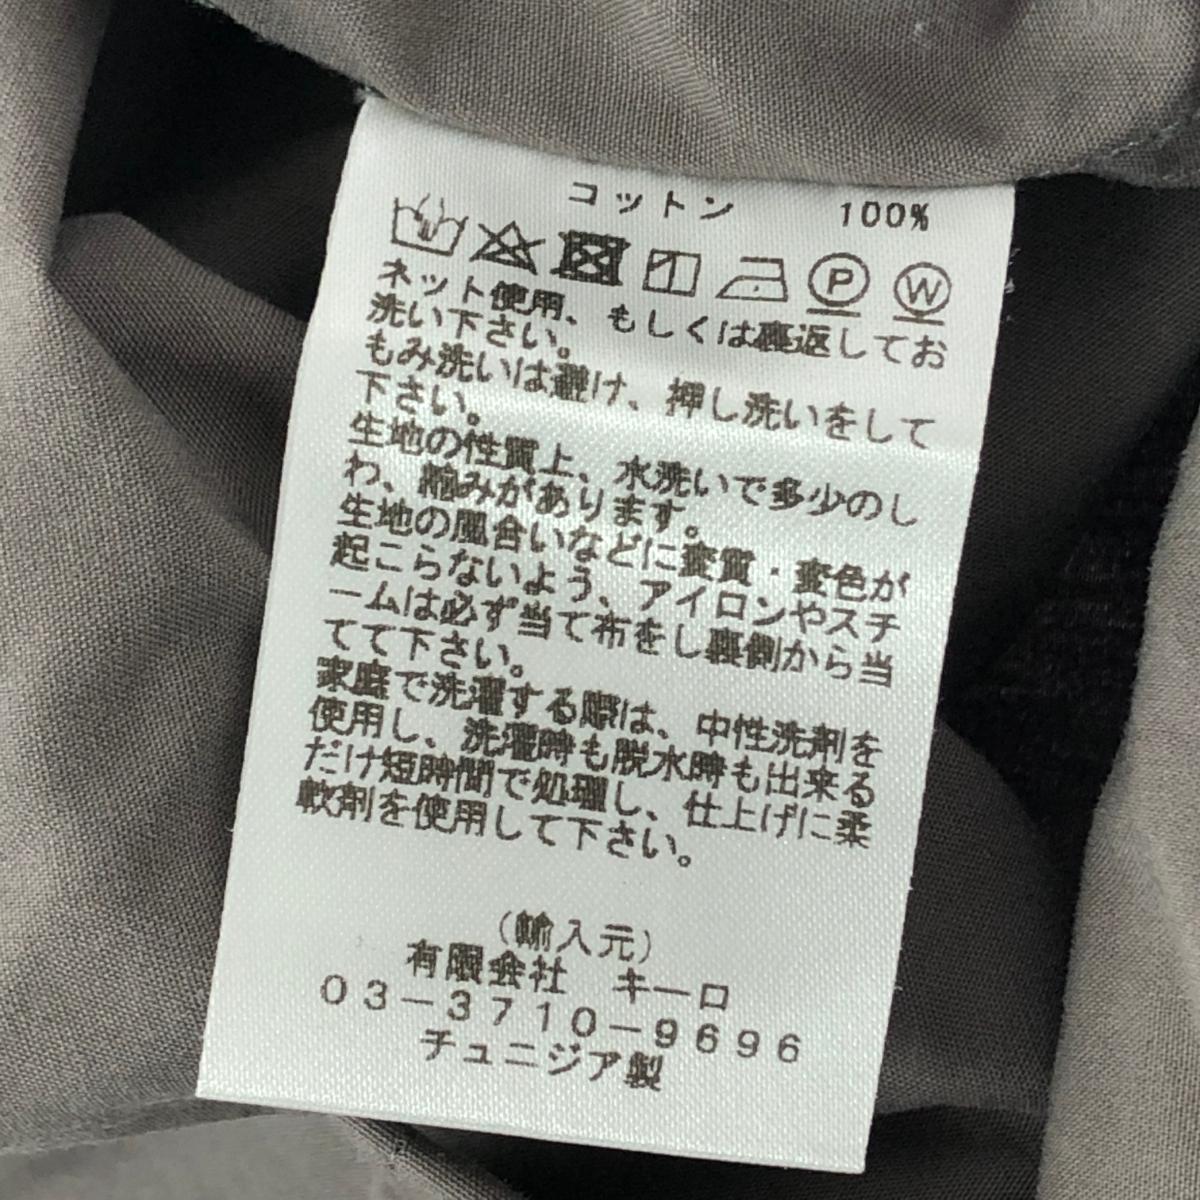 コットン 100%
P W
ネット使用、もしくは裏返してお
洗い下さい。
もみ洗いは避け、押し洗いをして
下さい。
生地の性質上、水洗いで多少のし
わ、縮みがあります。
生地の風合いなどに変質・変色が
起こらないよう、アイロンやスチ
ームは必ず当て布をし裏側から当
てて下さい。
家庭で洗濯する際は、中性洗剤を
使用し、洗濯時も脱水時も出来る
だけ短時間で処理し、仕上げに柔
軟剤を使用して下さい。
(輸入元)
有限会社 キーロ
03-3710-9696
チュニジア製